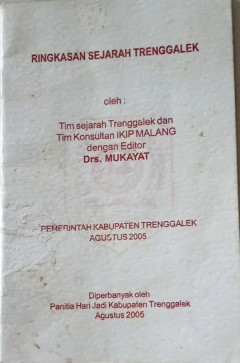 RINGKASAN SEJARAH TRENGGALEK
oleh :
Tim sejarah Trenggalek dan
Tim Konsultan IKIP MALANG
dengan Editor
Drs. MUKAYAT
PEMERINTAH KABUPATEN TRENGGALEK
AGUSTUS 2005
Diperbanyak oleh
Panitia Hari Jadi Kabupaten Trenggalek
Agustus 2005